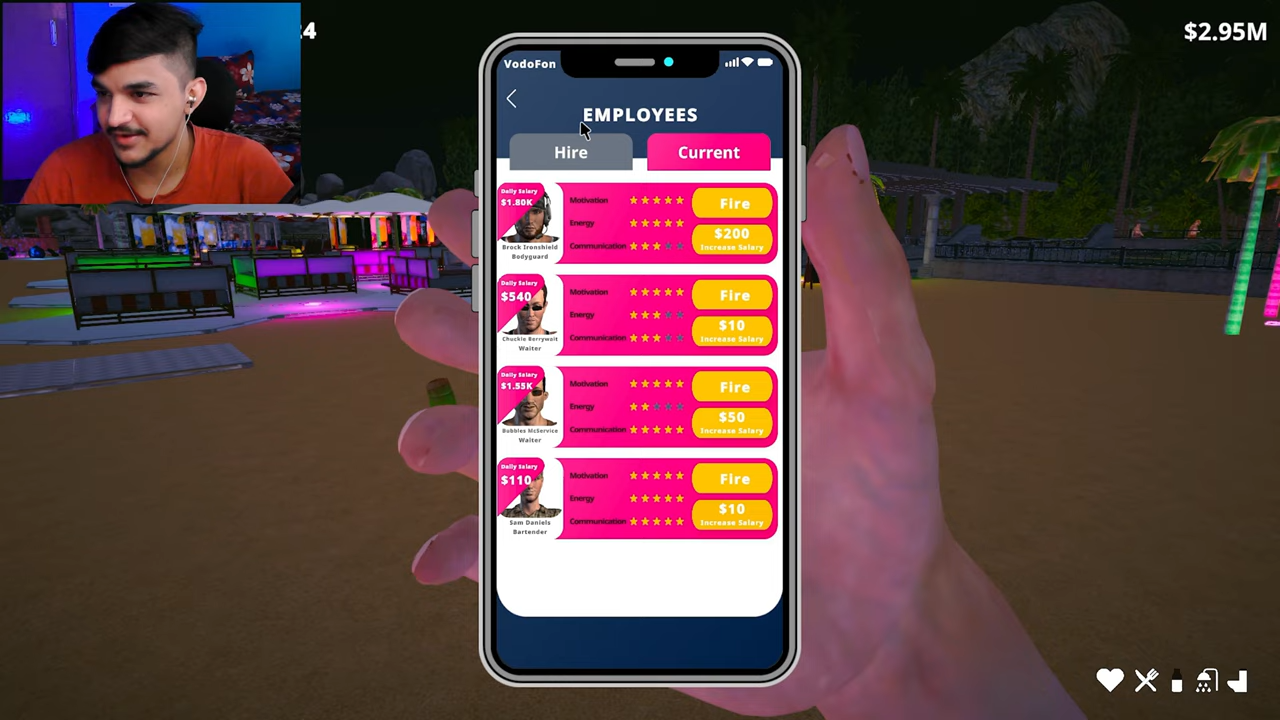 :4
$2.95M
VodoFon
EMPLOYEES
Hire
Current
Daily Salary
$1.80K
Brock Ironshield
Bodyguard
Motivation
Energy
Communication
Fire
$200
Increase Salary
Daily Salary
$540
Chuckle Berrywait
Waiter
Motivation
Energy
Communication
Fire
$10
Increase Salary
Daily Salary
$1.55K
Bubbles McService
Waiter
Motivation
Energy
Communication
Fire
$50
Increase Salary
Daily Salary
$110
Sam Daniels
Bartender
Motivation
Energy
Communication
Fire
$10
Increase Salary